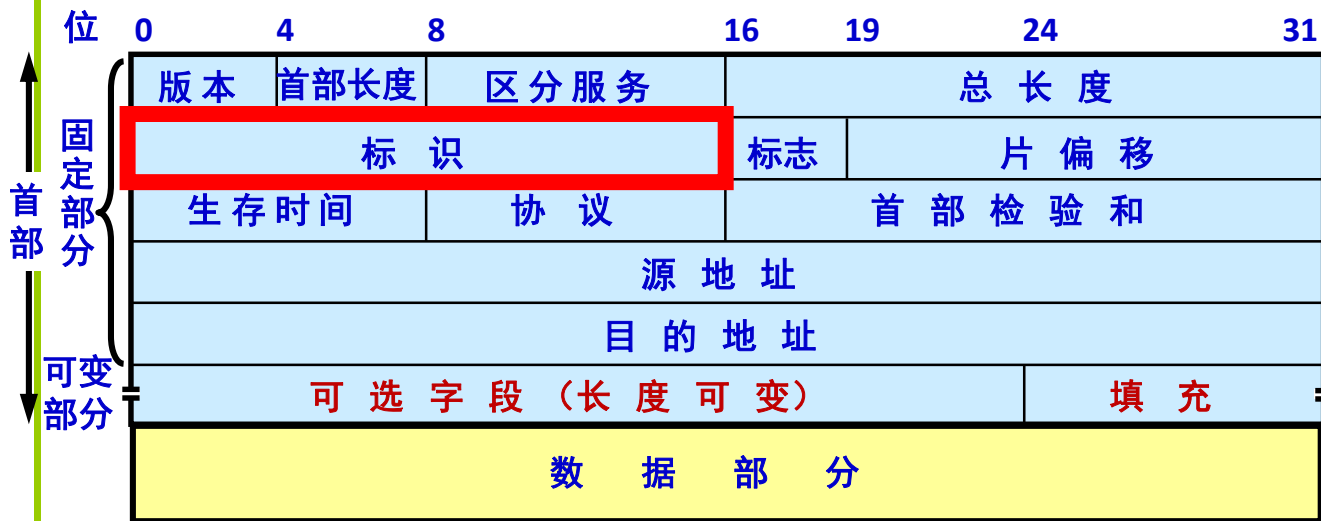 位 0 4 8 16 19 24 31
版本 首部长度 区分服务 总长度
标识 标志 片偏移
生存时间 协议 首部检验和
源地址
目的地址
可选字段（长度可变） 填充
数据部分
首部
固定部分
可变部分